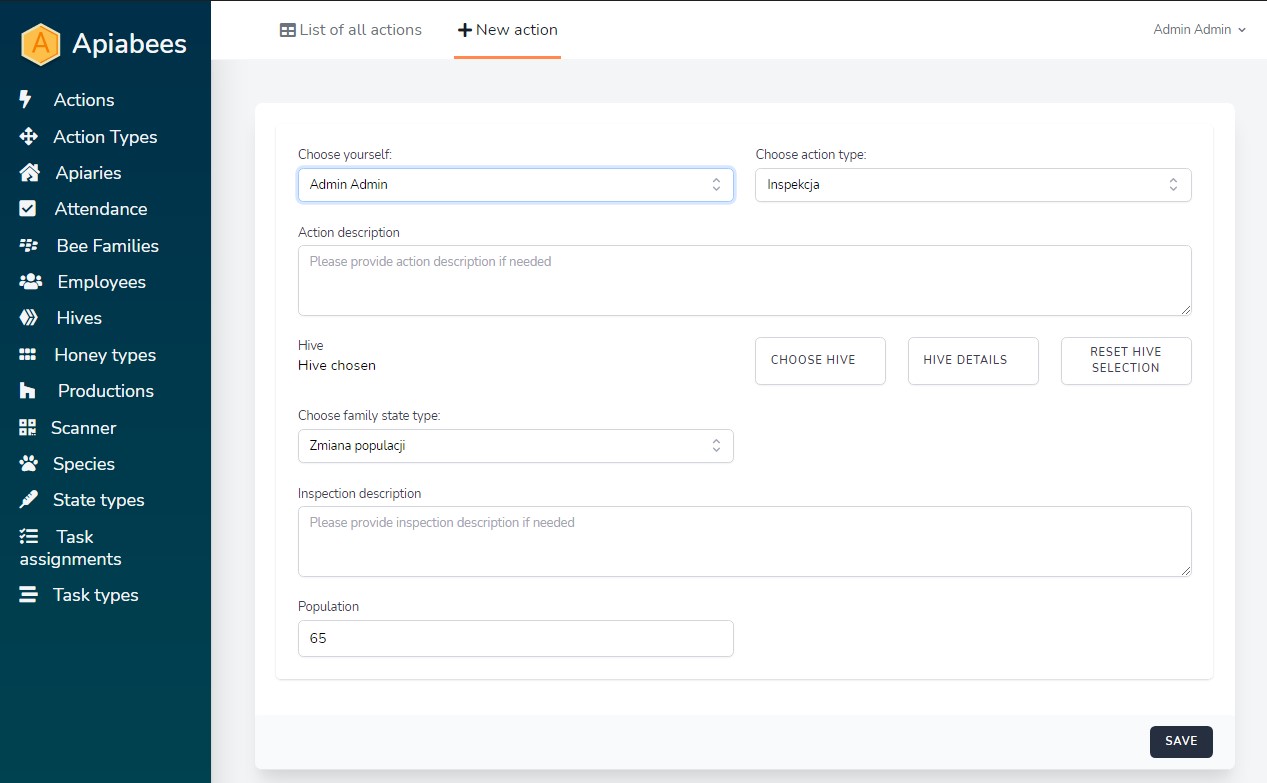 A Apiabees
List of all actions
New action
Admin Admin
Actions
Action Types
Apiaries
Attendance
Bee Families
Employees
Hives
Honey types
Productions
Scanner
Species
State types
Task
assignments
Task types
Choose yourself:
Admin Admin
Choose action type:
Inspekcja
Action description
Please provide action description if needed
Hive
Hive chosen
CHOOSE HIVE
HIVE DETAILS
RESET HIVE
SELECTION
Choose family state type:
Zmiana populacji
Inspection description
Please provide inspection description if needed
Population
65
SAVE